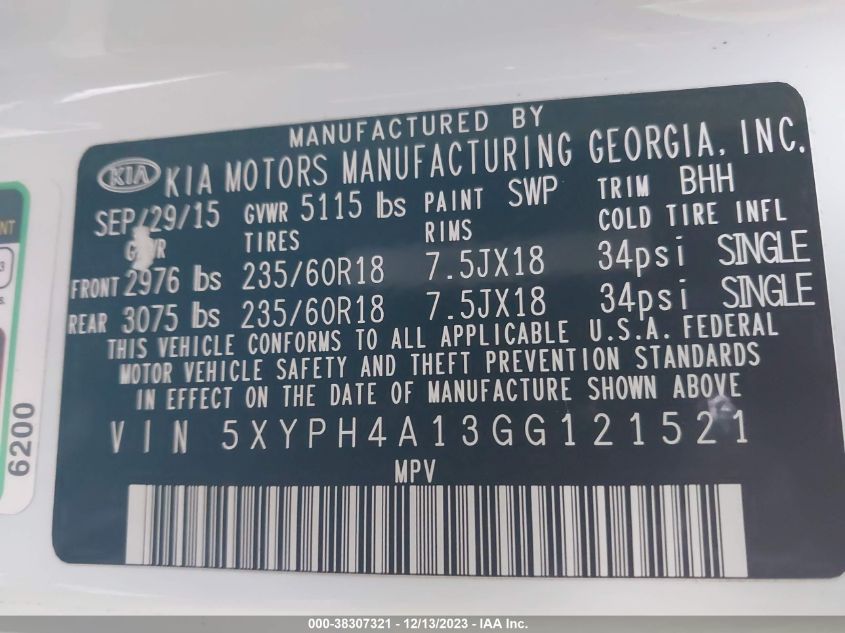 MANUFACTURED BY
KIA KIA MOTORS MANUFACTURING GEORGIA, INC.
SEP/29/15 GVWR 5115 lbs PAINT SWP TRIM BHH
TIRES RIMS COLD TIRE INFL
FRONT 2976 lbs 235/60R18 7.5JX18 34psi SINGLE
REAR 3075 lbs 235/60R18 7.5JX18 34psi SINGLE
THIS VEHICLE CONFORMS TO ALL APPLICABLE U.S.A. FEDERAL
MOTOR VEHICLE SAFETY AND THEFT PREVENTION STANDARDS
IN EFFECT ON THE DATE OF MANUFACTURE SHOWN ABOVE
VIN 5XYPH4A13GG121521
MPV
NT
3
s.
6200
000-38307321 - 12/13/2023 - IAA Inc.